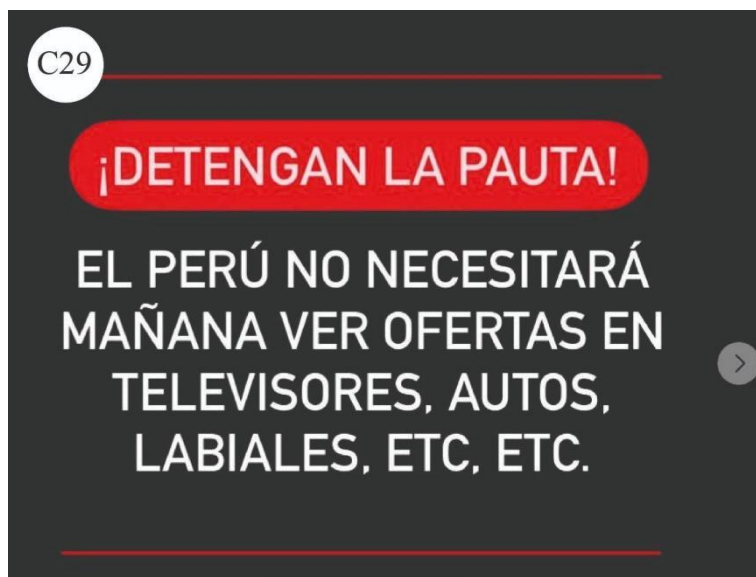 C29
¡DETENGAN LA PAUTA!
EL PERÚ NO NECESITARÁ
MAÑANA VER OFERTAS EN
TELEVISORES, AUTOS,
LABIALES, ETC, ETC.